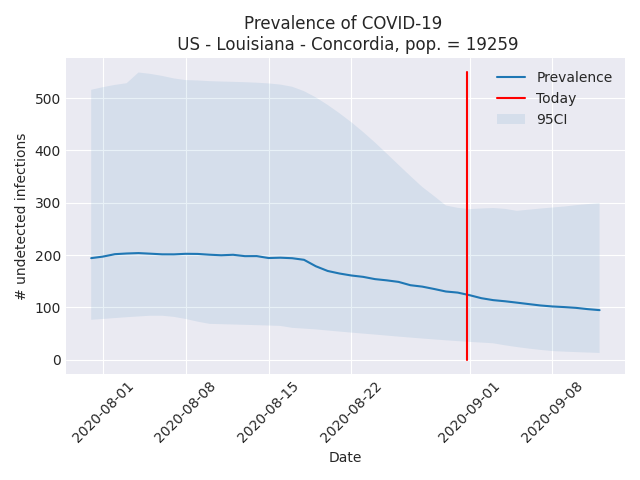 Prevalence of COVID-19
US - Louisiana - Concordia, pop. = 19259
Prevalence
Today
95CI
# undetected infections
500
400
300
200
100
0
2020-08-01
2020-08-08
2020-08-15
2020-08-22
2020-09-01
2020-09-08
Date